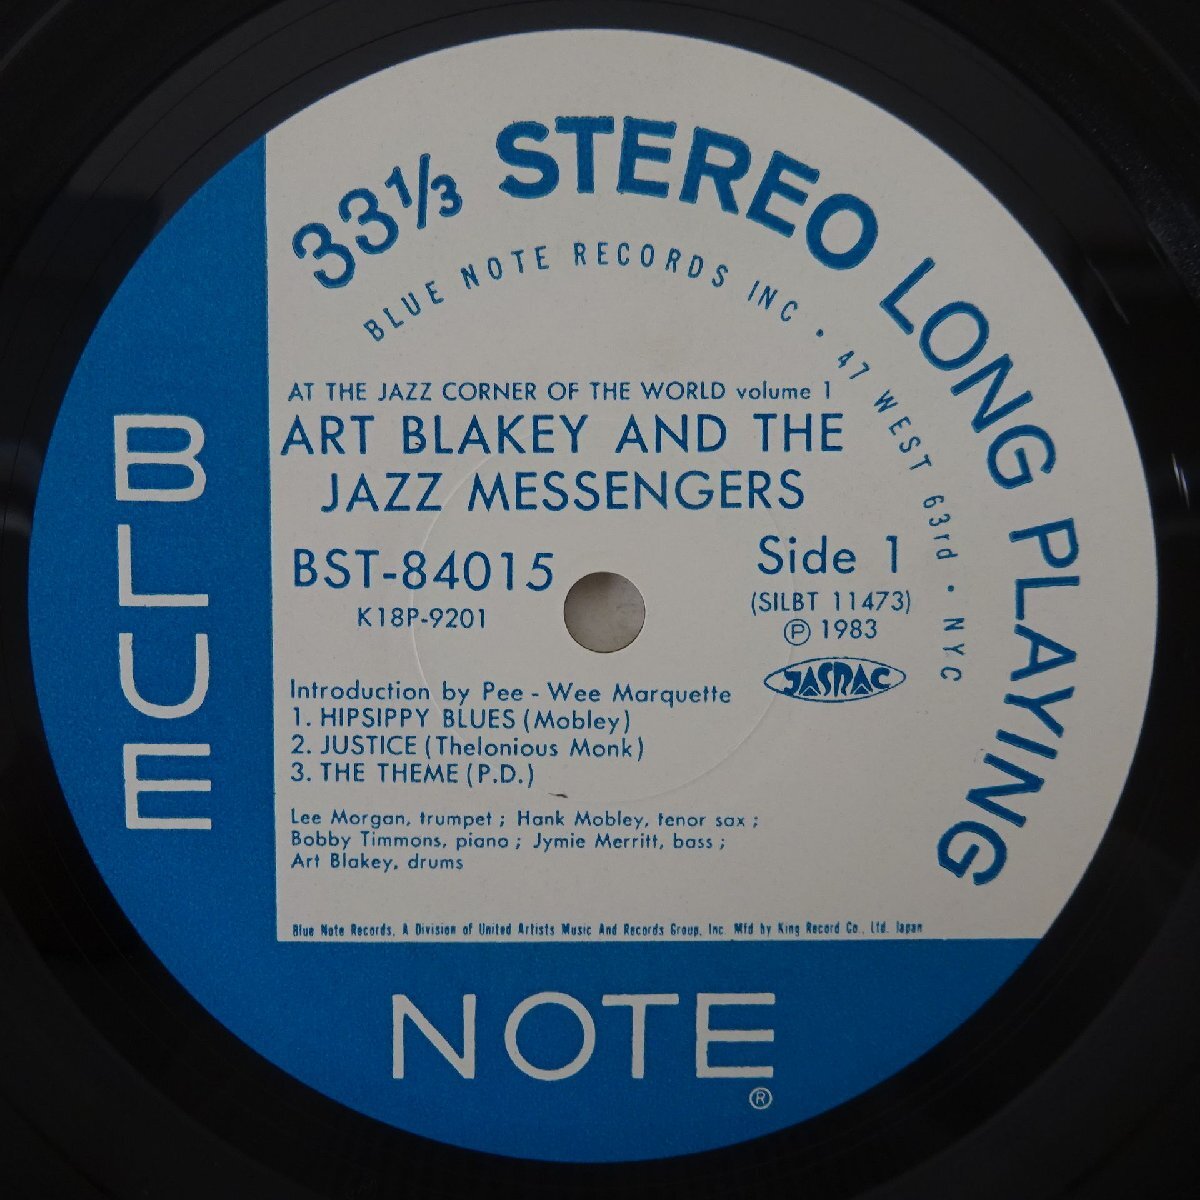 33⅓ STEREO LONG PLAYING
BLUE NOTE RECORDS INC · 47 WEST 63rd · NYC
AT THE JAZZ CORNER OF THE WORLD volume 1
ART BLAKEY AND THE
JAZZ MESSENGERS
BST-84015
K18P-9201
Side 1
(SILBT 11473)
Ⓟ 1983
JASRAC
Introduction by Pee - Wee Marquette
1. HIPSIPPY BLUES (Mobley)
2. JUSTICE (Thelonious Monk)
3. THE THEME (P.D.)
Lee Morgan, trumpet ; Hank Mobley, tenor sax ;
Bobby Timmons, piano ; Jymie Merritt, bass ;
Art Blakey, drums
Blue Note Records, A Division of United Artists Music And Records Group, Inc. Mfd by King Record Co., Ltd. Japan
BLUE
NOTE
®